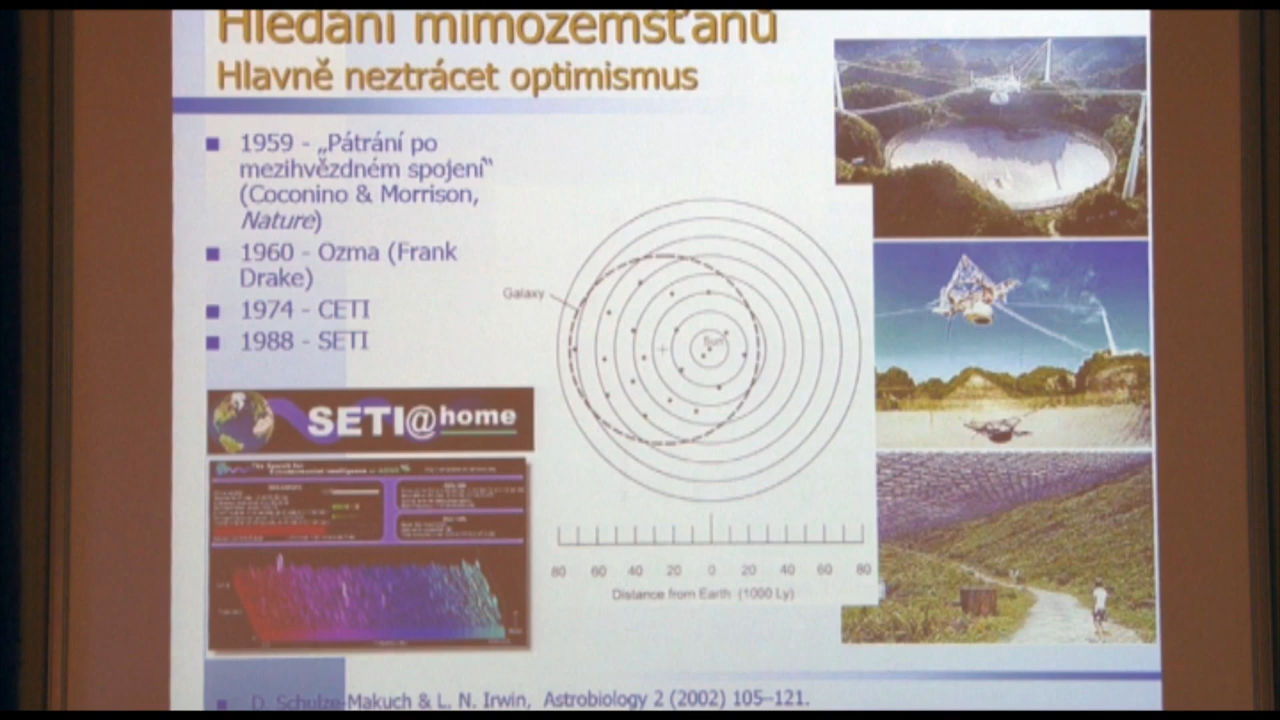 Hledání mimozemšťanů
Hlavně neztrácet optimismus
1959 - „Pátrání po
mezihvězdném spojení“
(Coconino & Morrison,
Nature)
1960 - Ozma (Frank
Drake)
1974 - CETI
1988 - SETI
SETI@home
Galaxy
Sun
80 60 40 20 0 20 40 60 80
Distance from Earth (1000 Ly)
D. Schulze-Makuch & L. N. Irwin, Astrobiology 2 (2002) 105–121.